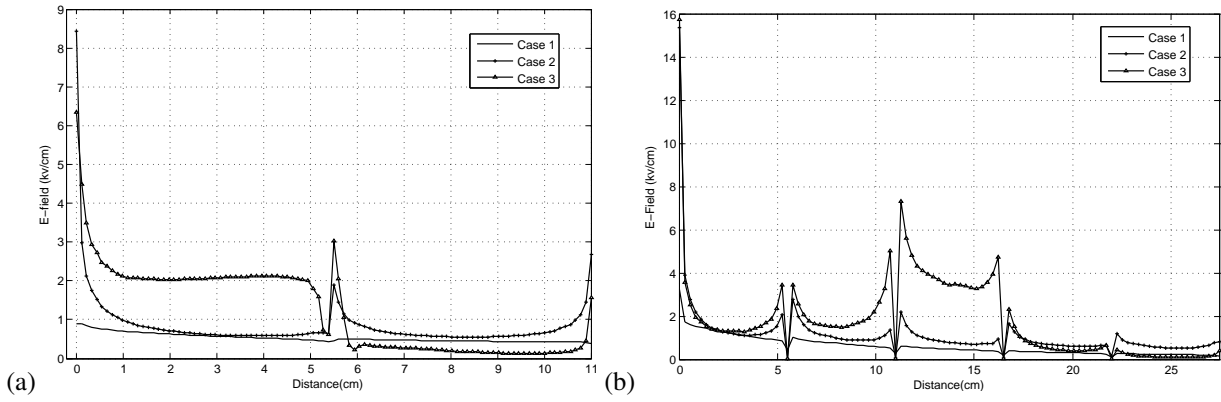 9
8
7
6
5
4
3
2
1
0
E−field (kv/cm)
0 1 2 3 4 5 6 7 8 9 10 11
Distance(cm)
Case 1
Case 2
Case 3
(a)
16
14
12
10
8
6
4
2
0
E−Field (kv/cm)
0 5 10 15 20 25
Distance(cm)
Case 1
Case 2
Case 3
(b)